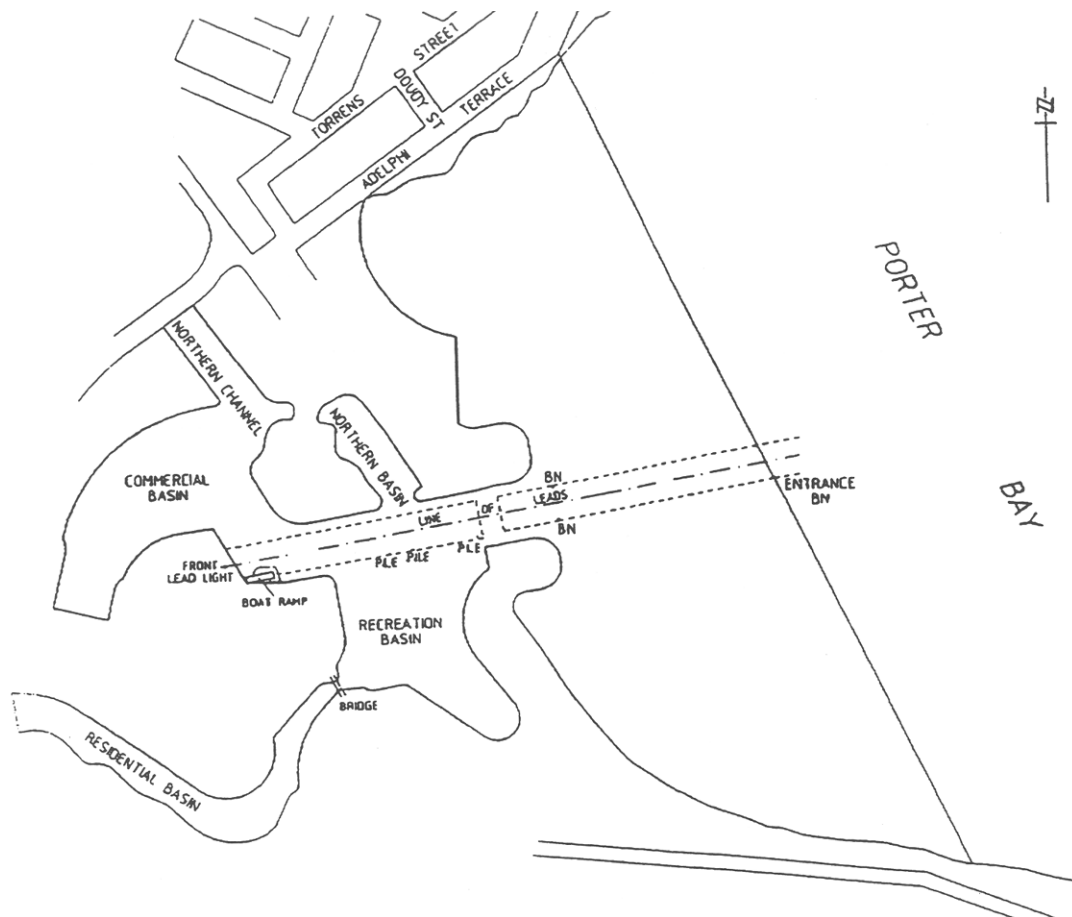 STREET
DOUDY ST
TORRENS
TERRACE
ADELPHI
N
PORTER
BAY
NORTHERN CHANNEL
NORTHERN BASIN
COMMERCIAL
BASIN
BN
LEADS
OF
LINE
BN
ENTRANCE
BN
PILE PILE
PILE
FRONT
LEAD LIGHT
BOAT RAMP
RECREATION
BASIN
BRIDGE
RESIDENTIAL BASIN